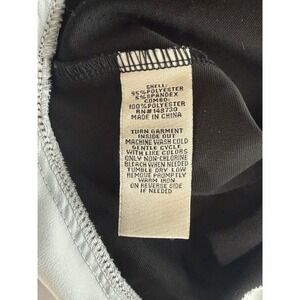 SHELL:
95%POLYESTER
5%SPANDEX
COMBO:
100%POLYESTER
RN#148730
MADE IN CHINA
TURN GARMENT
INSIDE OUT
MACHINE WASH COLD
GENTLE CYCLE
WITH LIKE COLORS
ONLY NON-CHLORINE
BLEACH WHEN NEEDED
TUMBLE DRY LOW
REMOVE PROMPTLY
WARM IRON
ON REVERSE SIDE
IF NEEDED